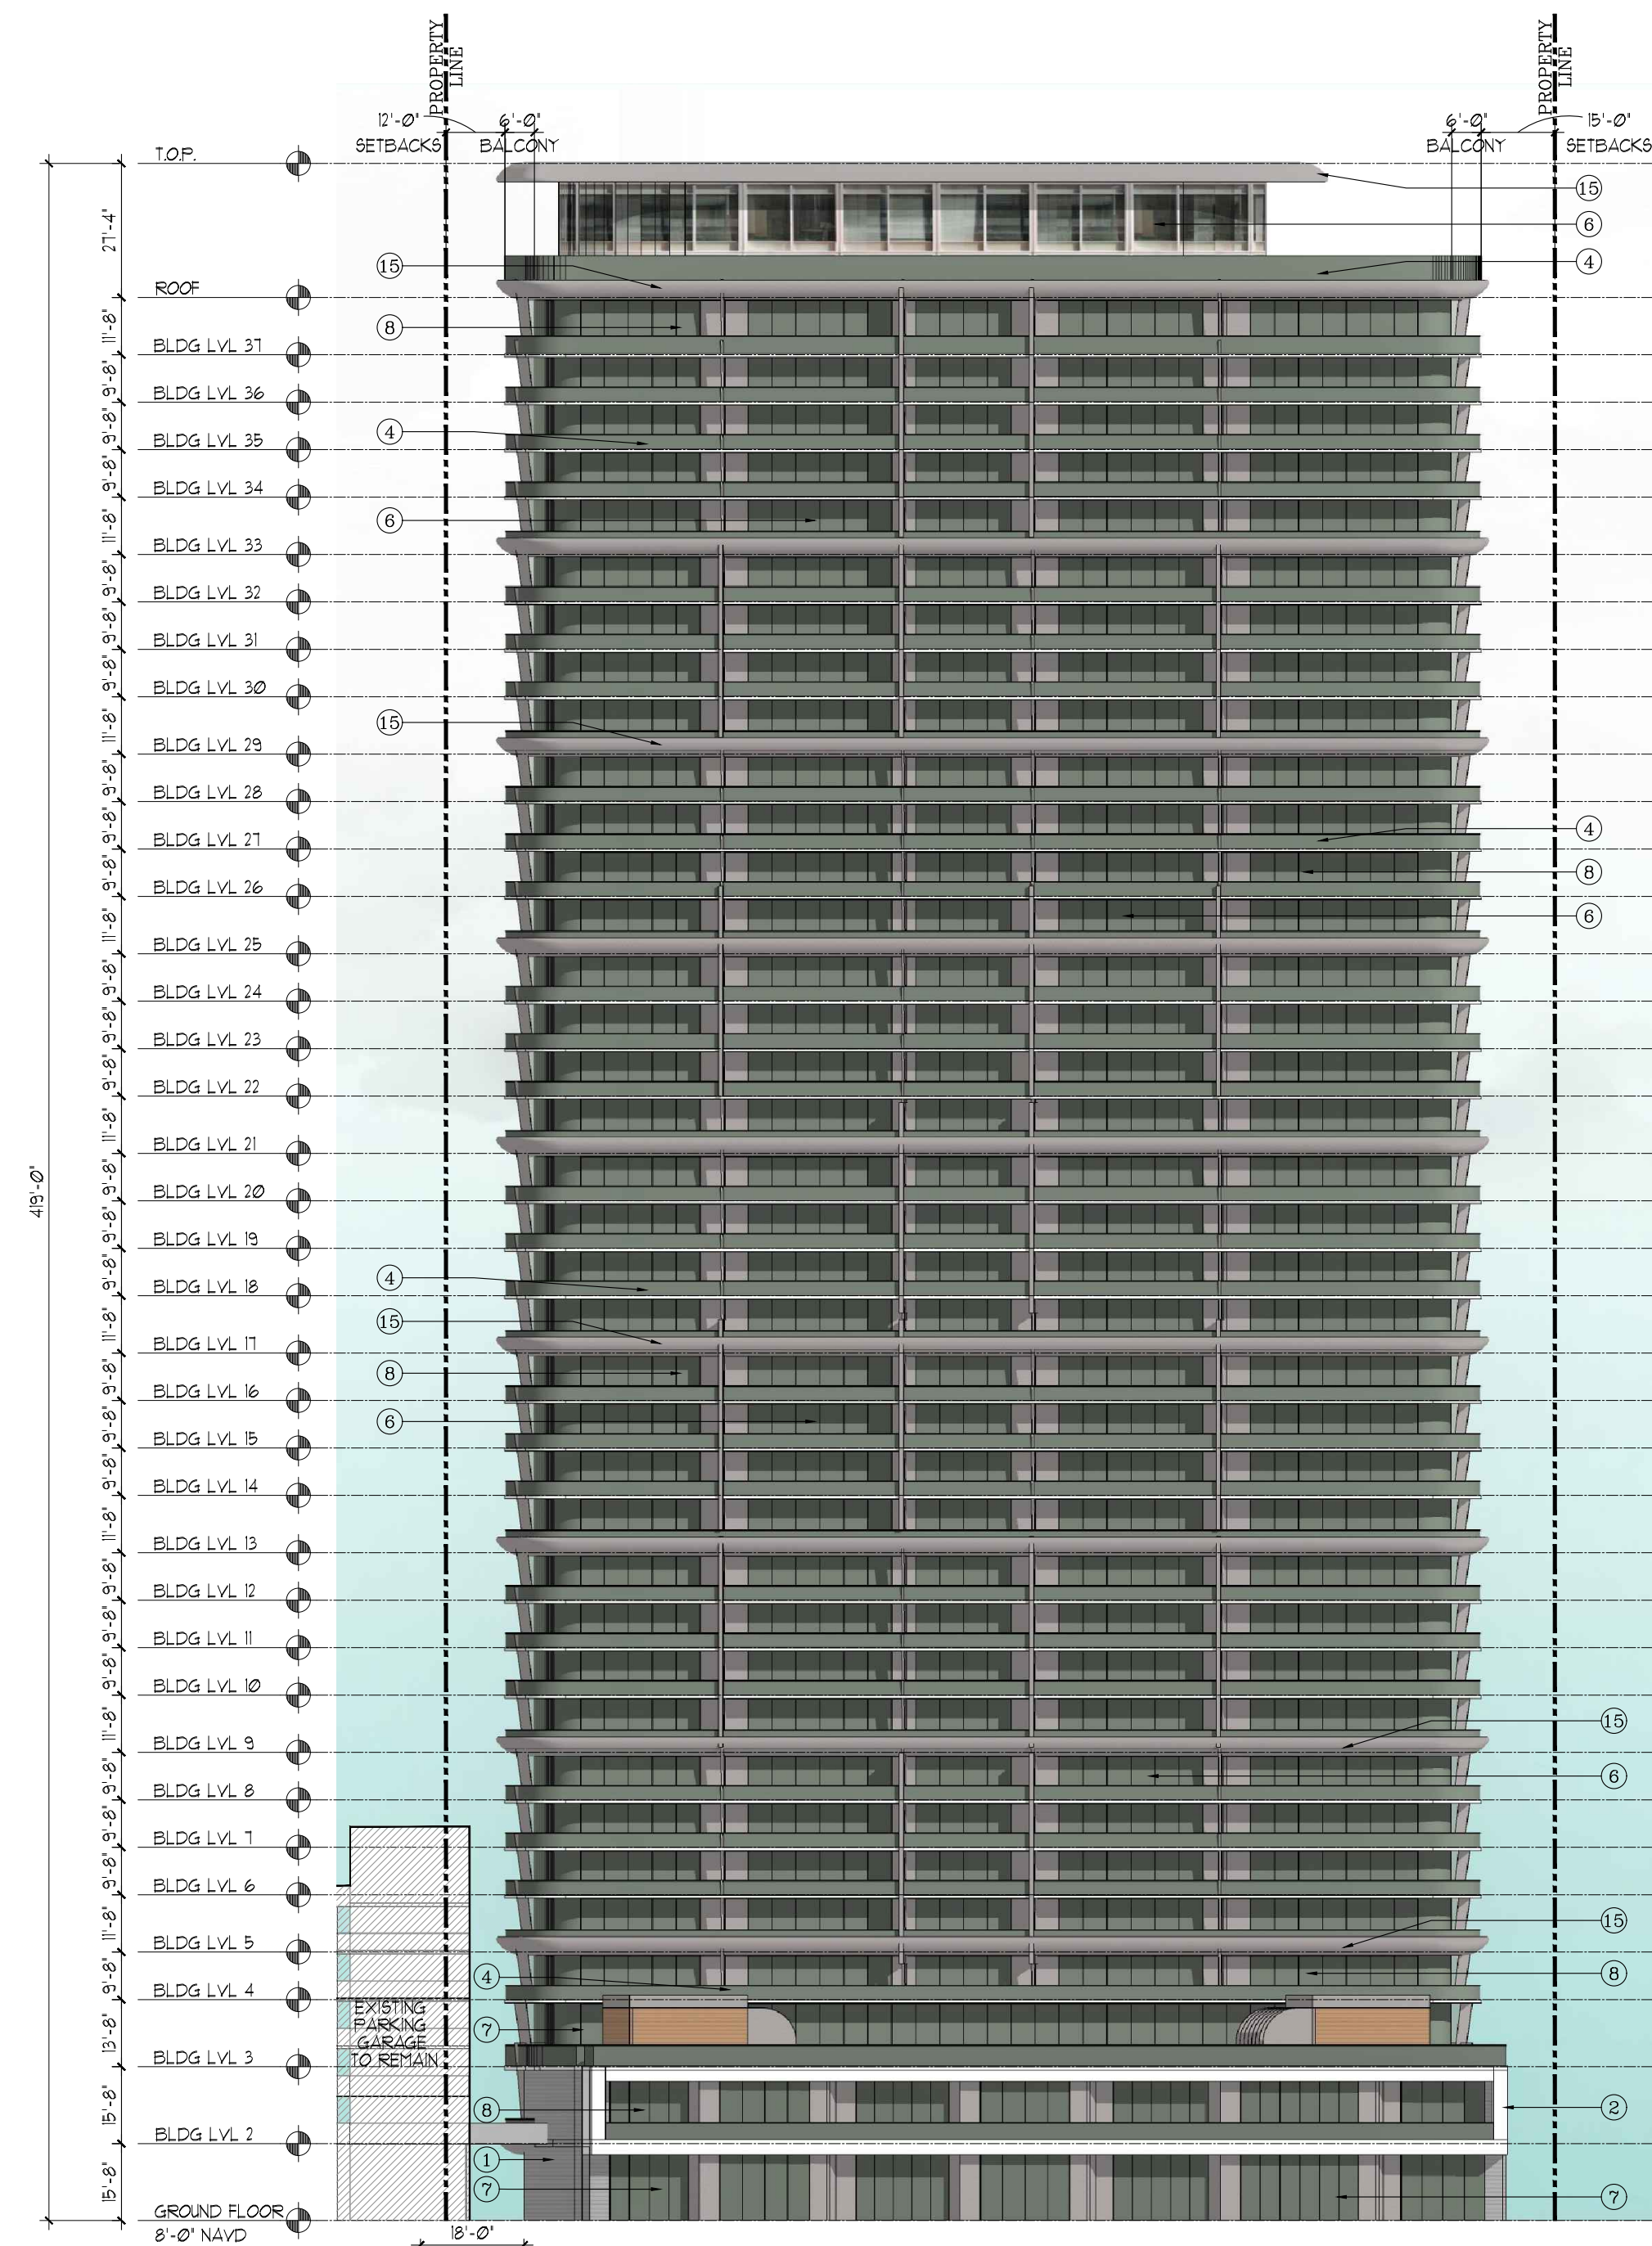 PROPERTY
LINE
PROPERTY
LINE
12'-0"
SETBACKS
6'-0"
BALCONY
6'-0"
BALCONY
15'-0"
SETBACKS
T.O.P.
15
27'-4"
6
4
15
ROOF
8
11'-8"
BLDG LVL 37
9'-8"
BLDG LVL 36
4
9'-8"
BLDG LVL 35
9'-8"
BLDG LVL 34
6
11'-8"
BLDG LVL 33
9'-8"
BLDG LVL 32
9'-8"
BLDG LVL 31
9'-8"
BLDG LVL 30
15
11'-8"
BLDG LVL 29
9'-8"
BLDG LVL 28
4
9'-8"
BLDG LVL 27
8
9'-8"
BLDG LVL 26
6
11'-8"
BLDG LVL 25
9'-8"
BLDG LVL 24
9'-8"
BLDG LVL 23
9'-8"
BLDG LVL 22
11'-8"
BLDG LVL 21
419'-0"
9'-8"
BLDG LVL 20
9'-8"
BLDG LVL 19
4
9'-8"
BLDG LVL 18
15
11'-8"
BLDG LVL 17
8
9'-8"
BLDG LVL 16
6
9'-8"
BLDG LVL 15
9'-8"
BLDG LVL 14
11'-8"
BLDG LVL 13
9'-8"
BLDG LVL 12
9'-8"
BLDG LVL 11
9'-8"
BLDG LVL 10
15
11'-8"
BLDG LVL 9
6
9'-8"
BLDG LVL 8
9'-8"
BLDG LVL 7
9'-8"
BLDG LVL 6
15
11'-8"
BLDG LVL 5
8
4
9'-8"
BLDG LVL 4
EXISTING
PARKING
GARAGE
TO REMAIN
7
13'-8"
BLDG LVL 3
8
2
15'-8"
BLDG LVL 2
1
7
7
15'-8"
GROUND FLOOR
8'-0" NAVD
18'-0"